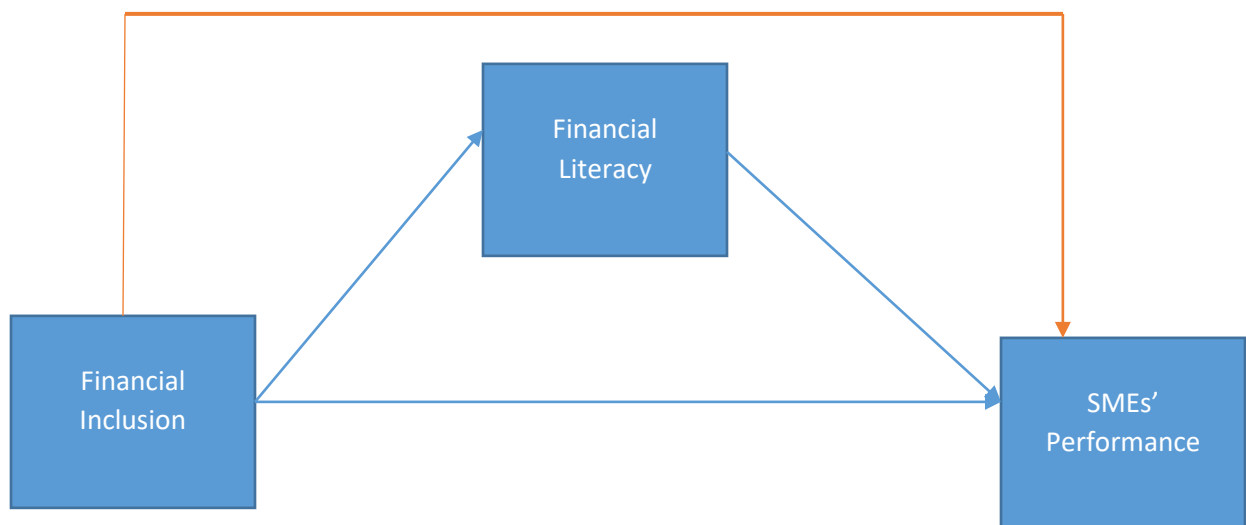 Financial
Literacy
Financial
Inclusion
SMEs’
Performance